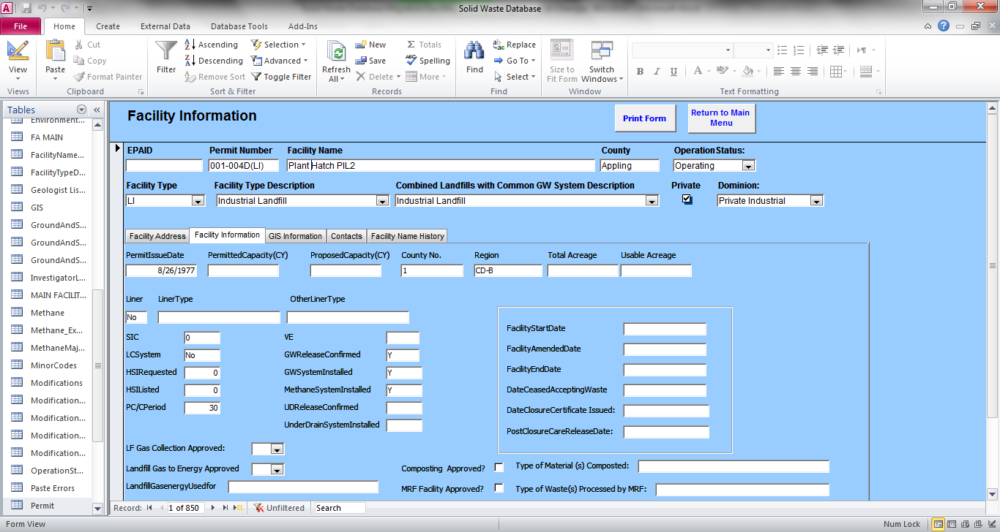 Solid Waste Database
File Home Create External Data Database Tools Add-Ins
View Paste Cut Copy Format Painter
Filter Ascending Descending Remove Sort Selection Advanced Toggle Filter
Refresh All New Save Delete Totals Spelling More
Find Replace Go To Select
Size to Fit Form Switch Windows
B I U A ab
Views Clipboard Sort & Filter Records Find Window Text Formatting
Tables
Environment...
FA MAIN
FacilityName...
FacilityTypeD...
Geologist Lis...
GIS
GroundAndS...
GroundAndS...
GroundAndS...
InvestigatorL...
MAIN FACILIT...
Methane
Methane_Ex...
MethaneMaj...
MinorCodes
Modifications
Modification...
Modification...
Modification...
Modification...
OperationSt...
Paste Errors
Permit
Facility Information
Print Form
Return to Main
Menu
EPAID Permit Number Facility Name County OperationStatus:
001-004D(LI) Plant Hatch PIL2 Appling Operating
Facility Type Facility Type Description Combined Landfills with Common GW System Description Private Dominion:
LI Industrial Landfill Industrial Landfill Private Industrial
Facility Address Facility Information GIS Information Contacts Facility Name History
PermitIssueDate PermittedCapacity(CY) ProposedCapacity(CY) County No. Region Total Acreage Usable Acreage
8/26/1977 1 CD-B
Liner LinerType OtherLinerType
No
SIC 0 VE
LCSystem No GWReleaseConfirmed Y
HSIRequested 0 GWSystemInstalled Y
HSIListed 0 MethaneSystemInstalled Y
PC/CPeriod 30 UDReleaseConfirmed
UnderDrainSystemInstalled
FacilityStartDate
FacilityAmendedDate
FacilityEndDate
DateCeasedAcceptingWaste
DateClosureCertificate Issued:
PostClosureCareReleaseDate:
LF Gas Collection Approved:
Landfill Gas to Energy Approved Composting Approved? Type of Material (s) Composted:
LandfillGasenergyUsedfor MRF Facility Approved? Type of Waste(s) Processed by MRF:
Record: 1 of 850 Unfiltered Search
Form View Num Lock